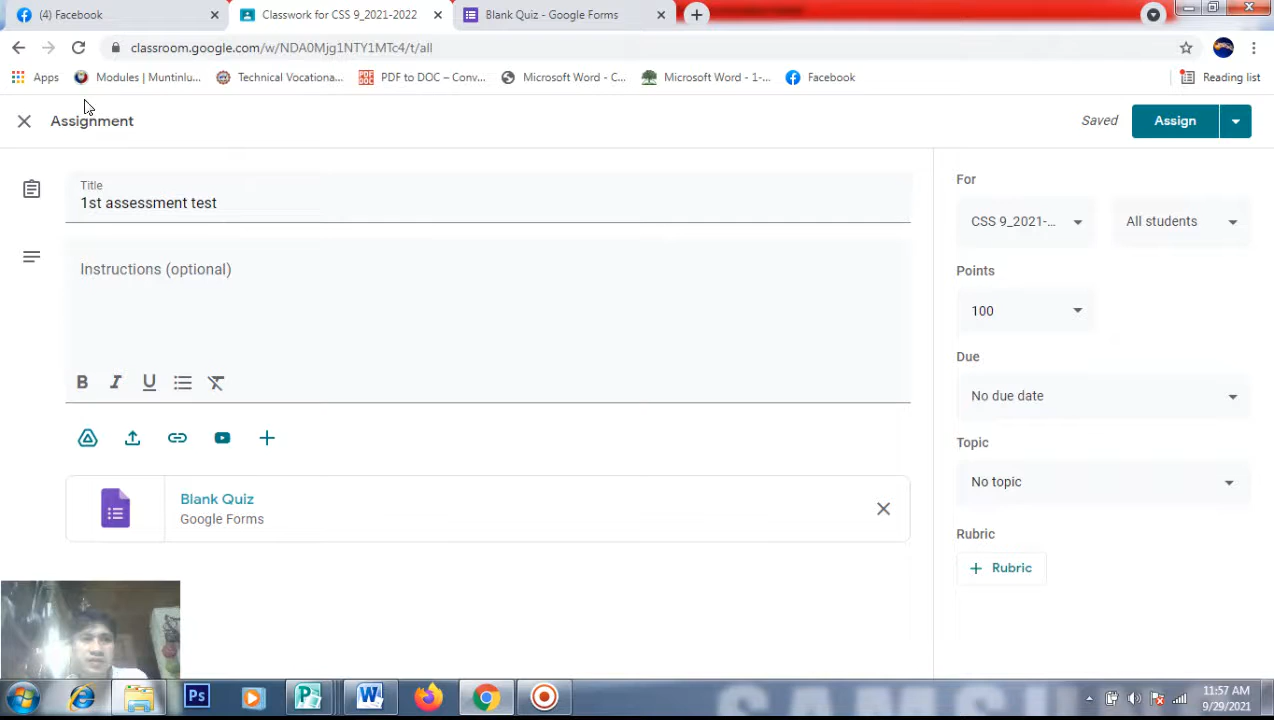 (4) Facebook
Classwork for CSS 9_2021-2022
Blank Quiz - Google Forms
classroom.google.com/w/NDA0Mjg1NTY1MTc4/t/all
Apps
Modules | Muntinlu...
Technical Vocationa...
PDF to DOC – Conv...
Microsoft Word - C...
Microsoft Word - 1-...
Facebook
Reading list
Assignment
Saved
Assign
Title
1st assessment test
Instructions (optional)
B I U
Blank Quiz
Google Forms
For
CSS 9_2021-...
All students
Points
100
Due
No due date
Topic
No topic
Rubric
+ Rubric
Ps
W
SAMSU
11:57 AM
9/29/2021